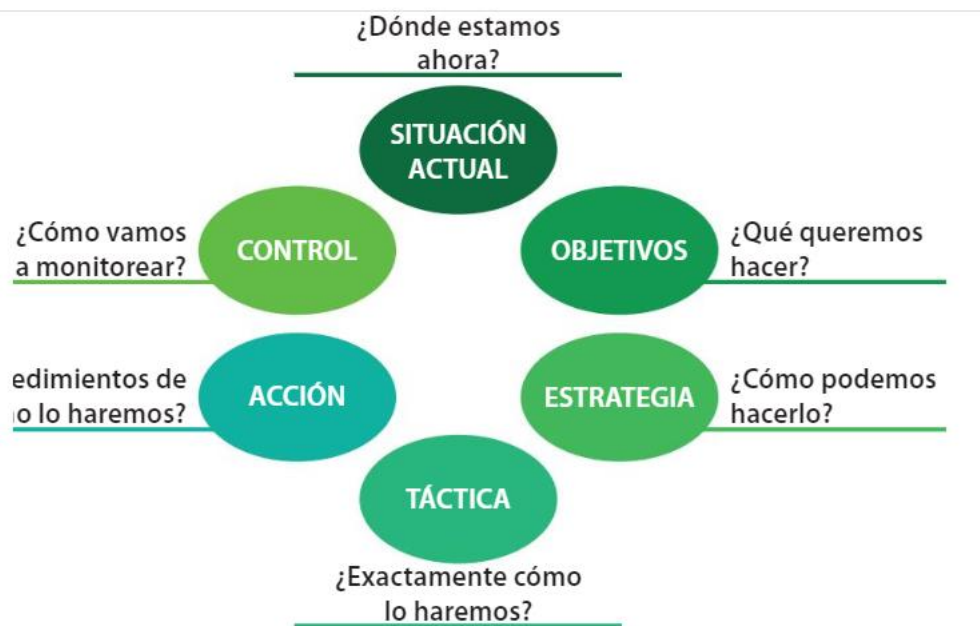 ¿Dónde estamos
ahora?
SITUACIÓN
ACTUAL
OBJETIVOS
¿Qué queremos
hacer?
ESTRATEGIA
¿Cómo podemos
hacerlo?
TÁCTICA
¿Exactamente cómo
lo haremos?
ACCIÓN
de
lo haremos?
CONTROL
¿Cómo vamos
a monitorear?